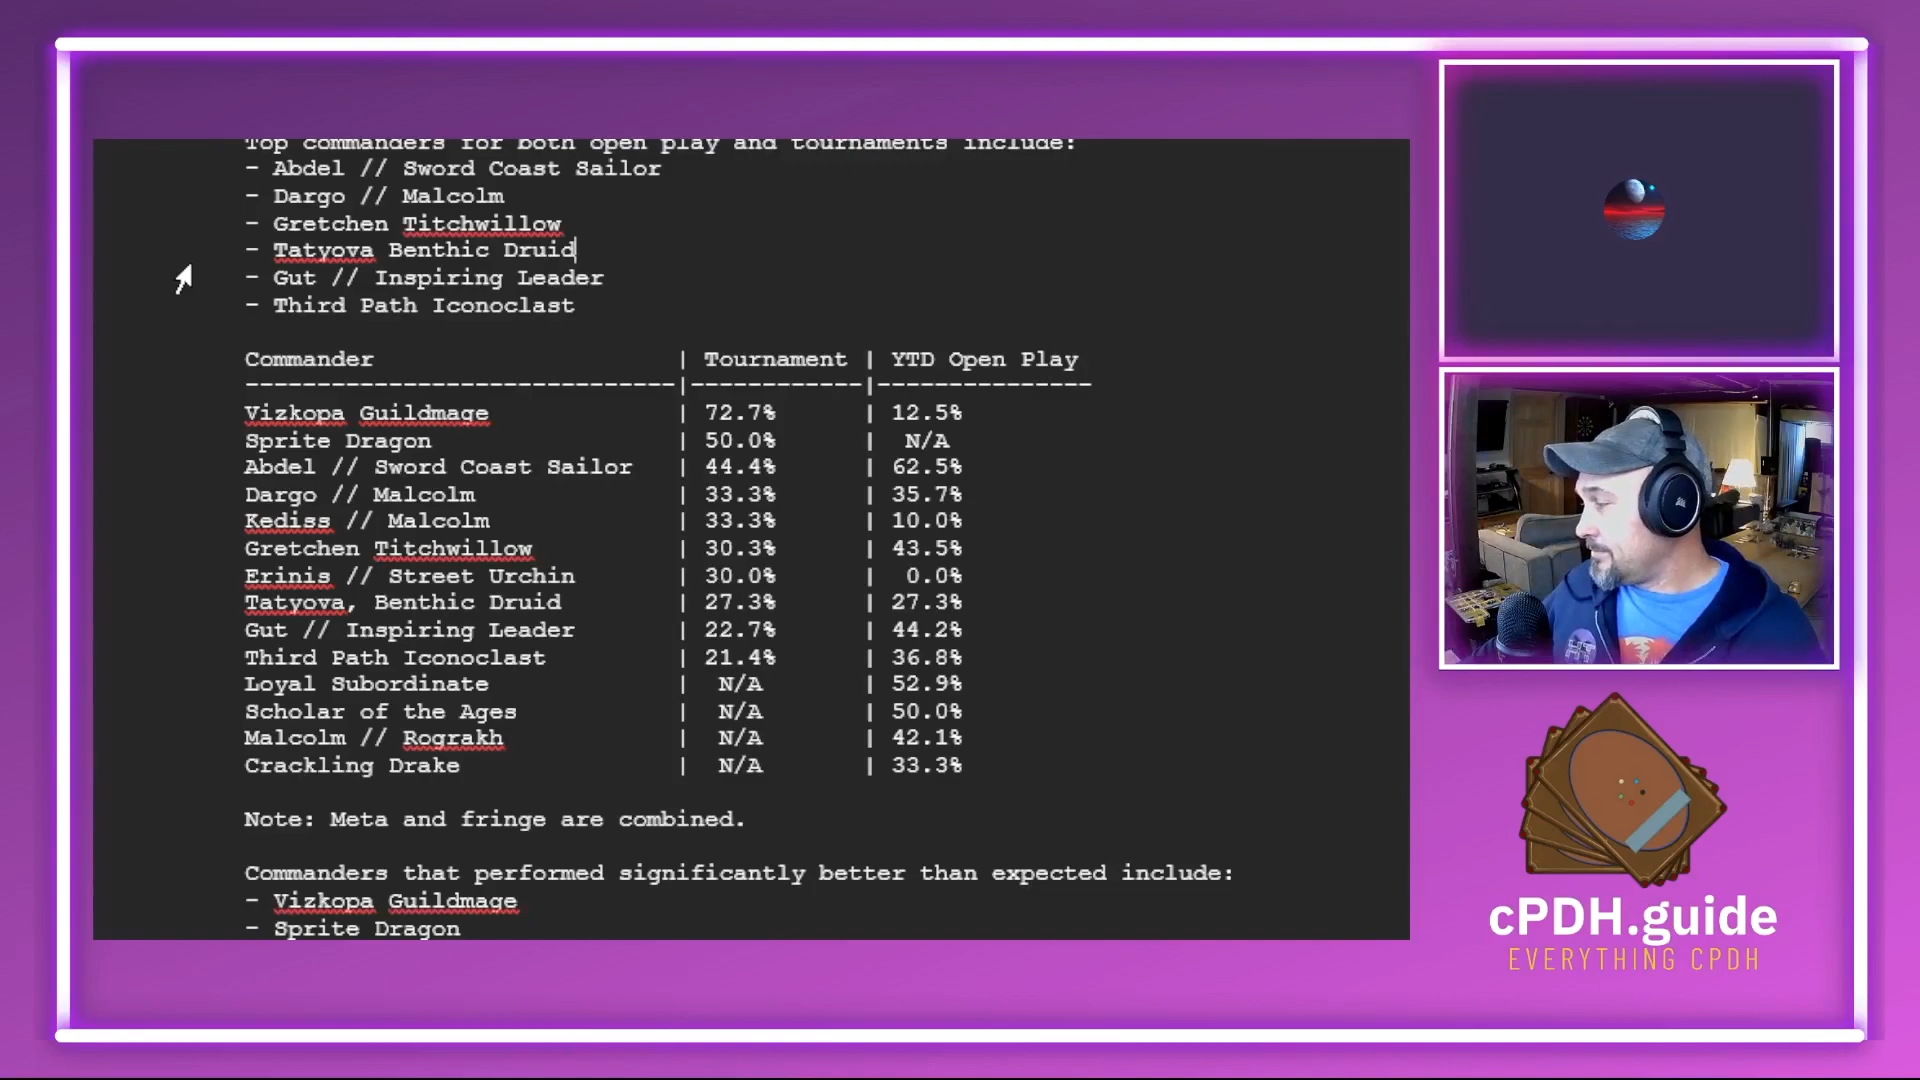 Top commanders for both open play and tournaments include:
- Abdel // Sword Coast Sailor
- Dargo // Malcolm
- Gretchen Titchwillow
- Tatyova Benthic Druid
- Gut // Inspiring Leader
- Third Path Iconoclast
Commander | Tournament | YTD Open Play
------------------------------|------------|---------------
Vizkopa Guildmage | 72.7% | 12.5%
Sprite Dragon | 50.0% | N/A
Abdel // Sword Coast Sailor | 44.4% | 62.5%
Dargo // Malcolm | 33.3% | 35.7%
Kediss // Malcolm | 33.3% | 10.0%
Gretchen Titchwillow | 30.3% | 43.5%
Erinis // Street Urchin | 30.0% | 0.0%
Tatyova, Benthic Druid | 27.3% | 27.3%
Gut // Inspiring Leader | 22.7% | 44.2%
Third Path Iconoclast | 21.4% | 36.8%
Loyal Subordinate | N/A | 52.9%
Scholar of the Ages | N/A | 50.0%
Malcolm // Rograkh | N/A | 42.1%
Crackling Drake | N/A | 33.3%
Note: Meta and fringe are combined.
Commanders that performed significantly better than expected include:
- Vizkopa Guildmage
- Sprite Dragon
cPDH.guide
EVERYTHING CPDH